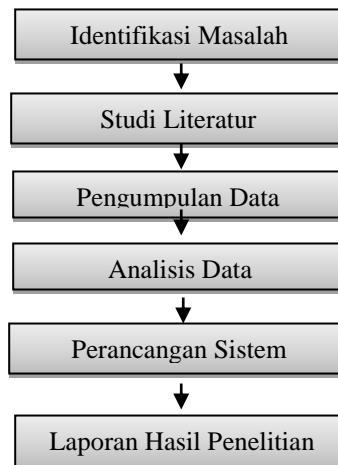 Identifikasi Masalah
Studi Literatur
Pengumpulan Data
Analisis Data
Perancangan Sistem
Laporan Hasil Penelitian